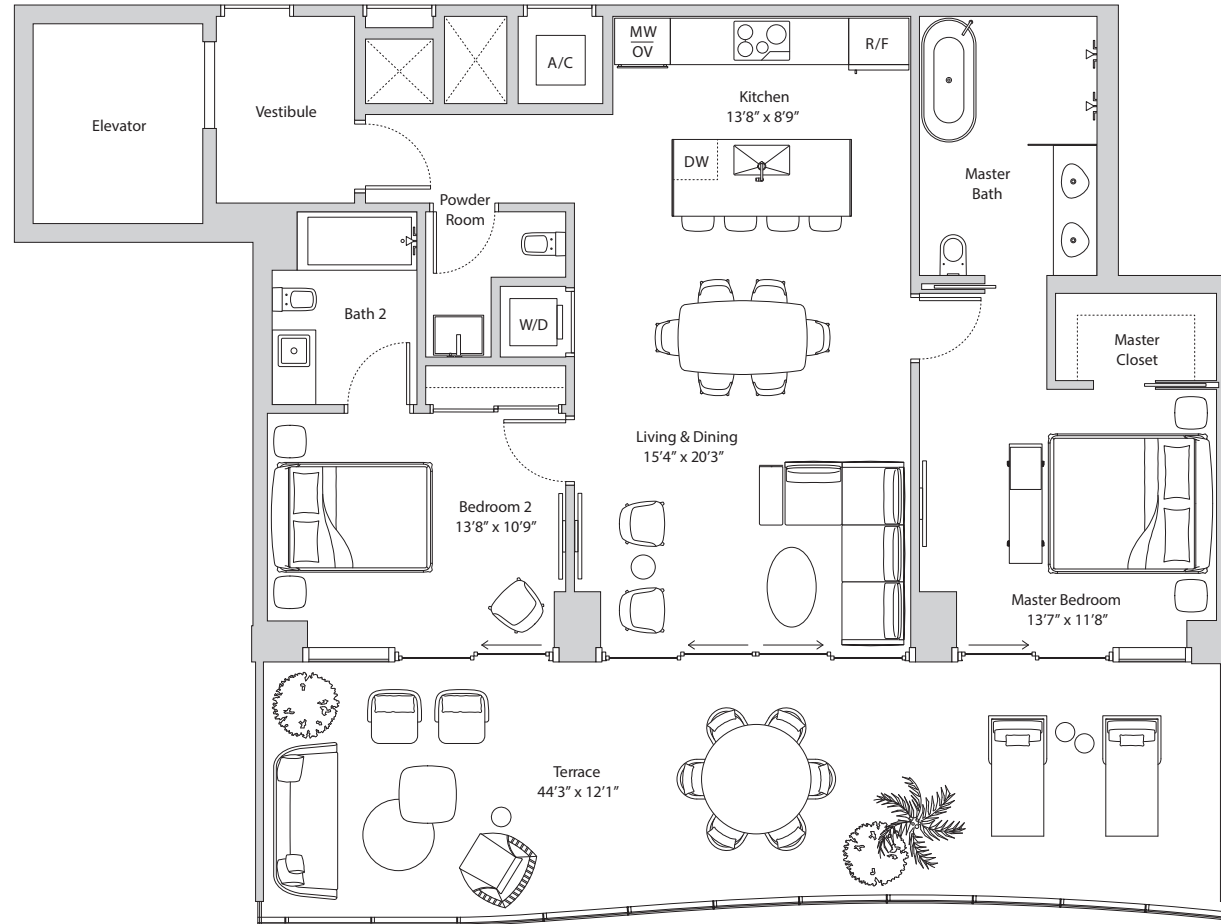 MW
OV
R/F
A/C
Kitchen
13’8” x 8’9”
Vestibule
Elevator
DW
Master
Bath
Powder
Room
Bath 2
W/D
Master
Closet
Living & Dining
15’4” x 20’3”
Bedroom 2
13’8” x 10’9”
Master Bedroom
13’7” x 11’8”
Terrace
44’3” x 12’1”